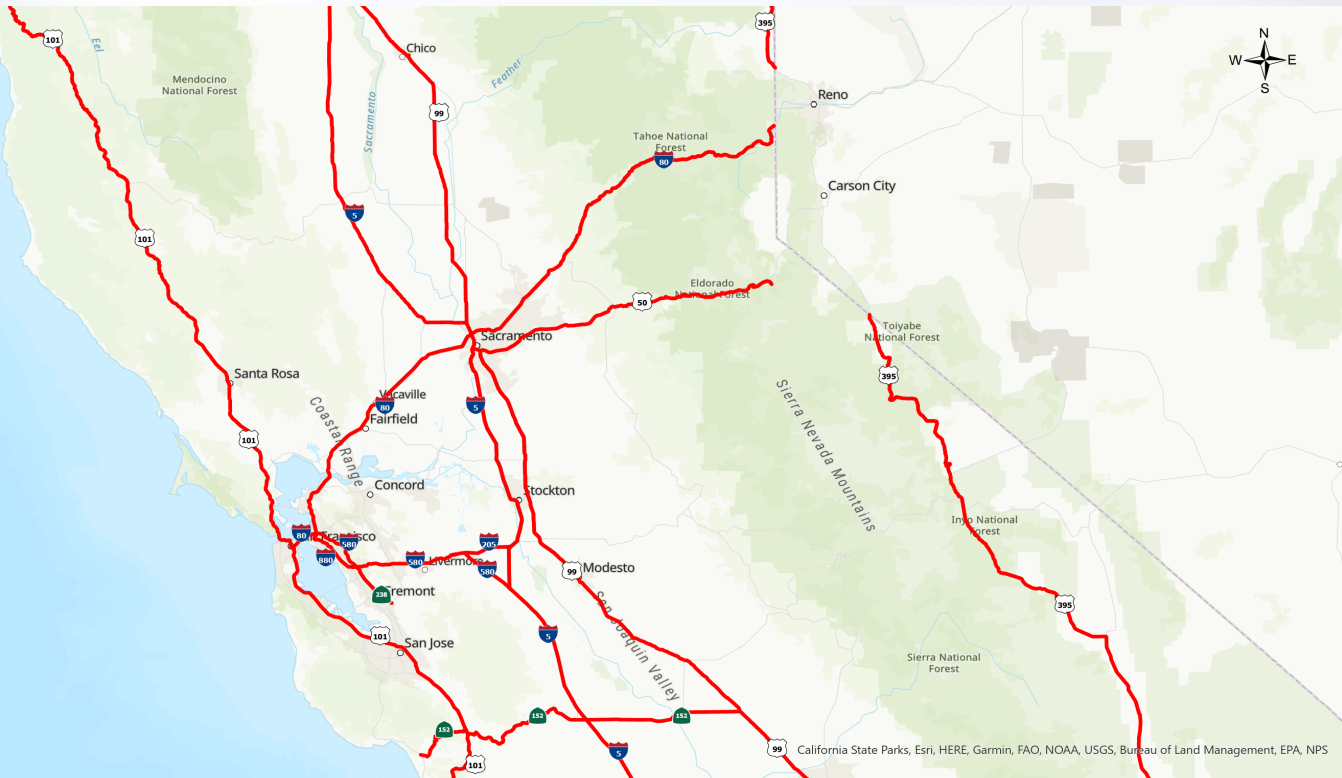 395
N
101
Eel
Chico
W
E
Mendocino
National Forest
Feather
S
Reno
Sacramento
99
Tahoe National
Forest
80
Carson City
5
101
Eldorado
National Forest
50
Toiyabe
National Forest
Sacramento
Santa Rosa
395
Vacaville
80
5
Fairfield
Coastal Range
Sierra Nevada Mountains
101
Concord
Stockton
Inyo National
Forest
80
San Francisco
580
205
880
580
Livermore
580
Modesto
99
238
Fremont
San Joaquin Valley
395
101
5
San Jose
Sierra National
Forest
152
152
152
5
99
California State Parks, Esri, HERE, Garmin, FAO, NOAA, USGS, Bureau of Land Management, EPA, NPS
101